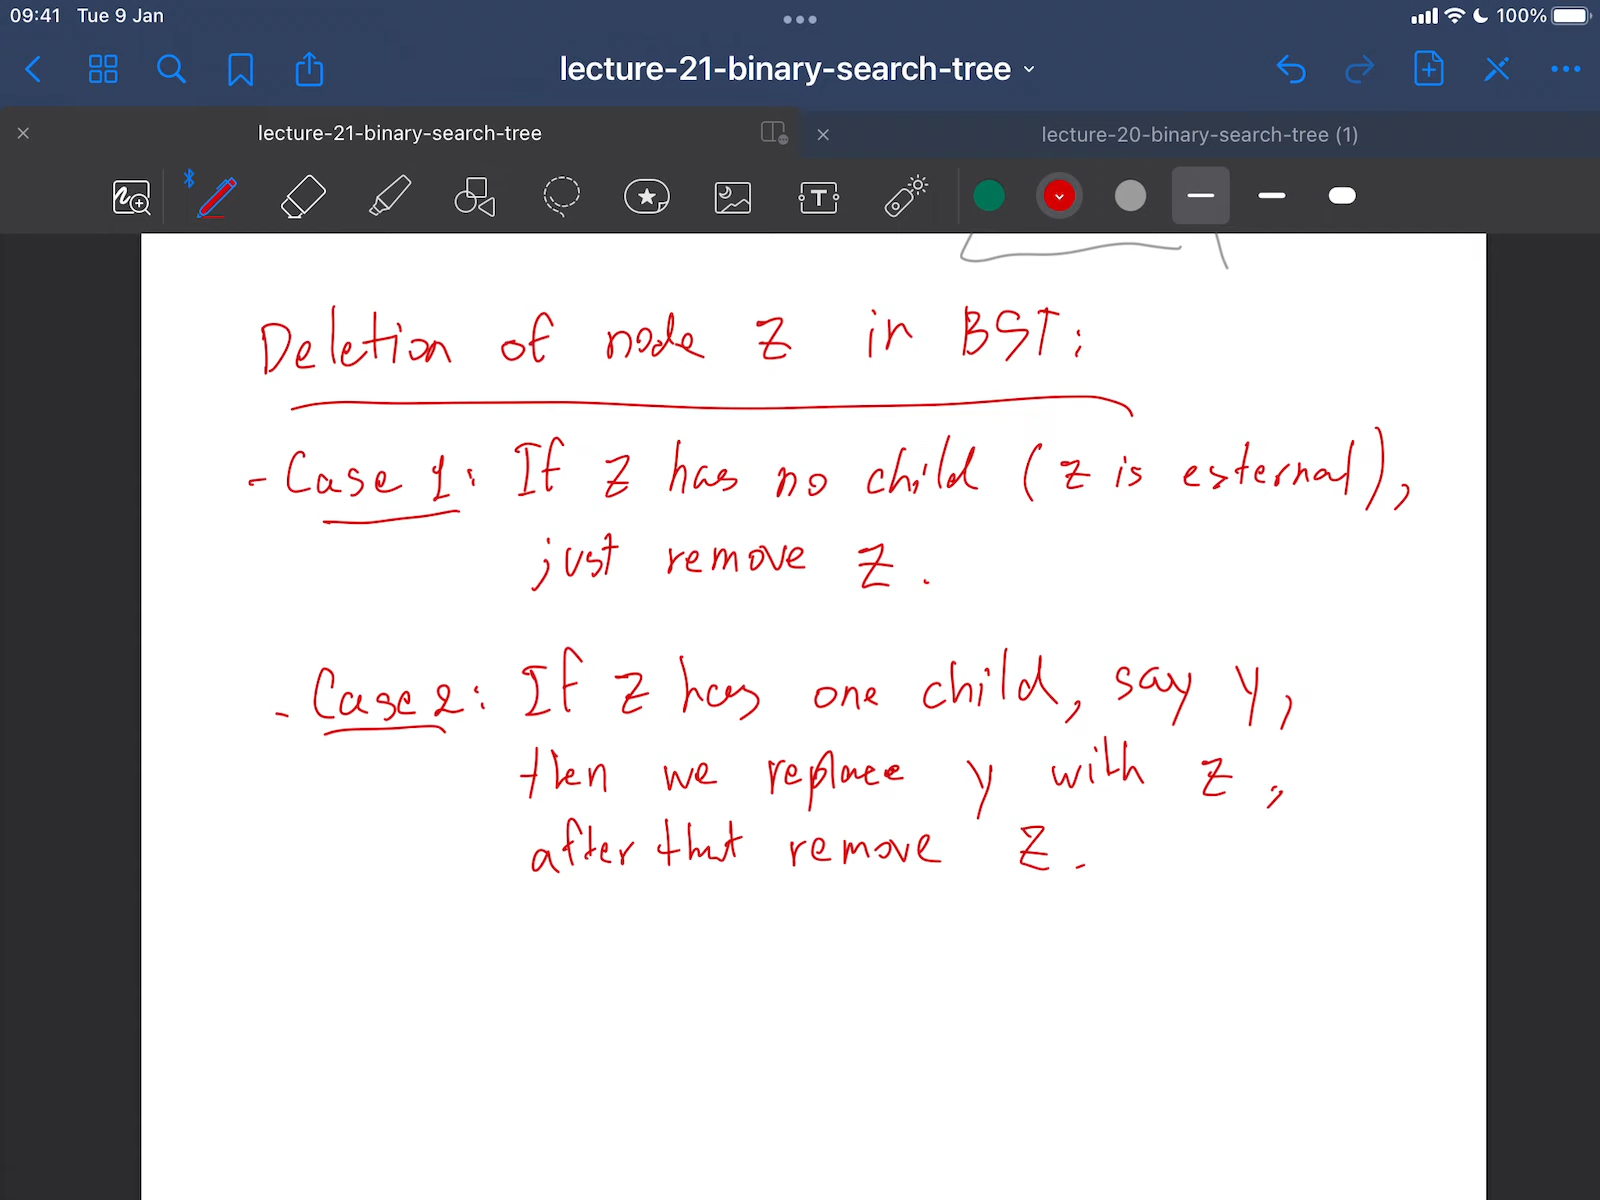 09:41 Tue 9 Jan
100%
lecture-21-binary-search-tree
lecture-21-binary-search-tree
lecture-20-binary-search-tree (1)
T
Deletion of node Z in BST:
- Case 1: If Z has no child (Z is esternal),
just remove Z.
- Case 2: If Z has one child, say y,
then we replace y with Z,
after that remove Z.